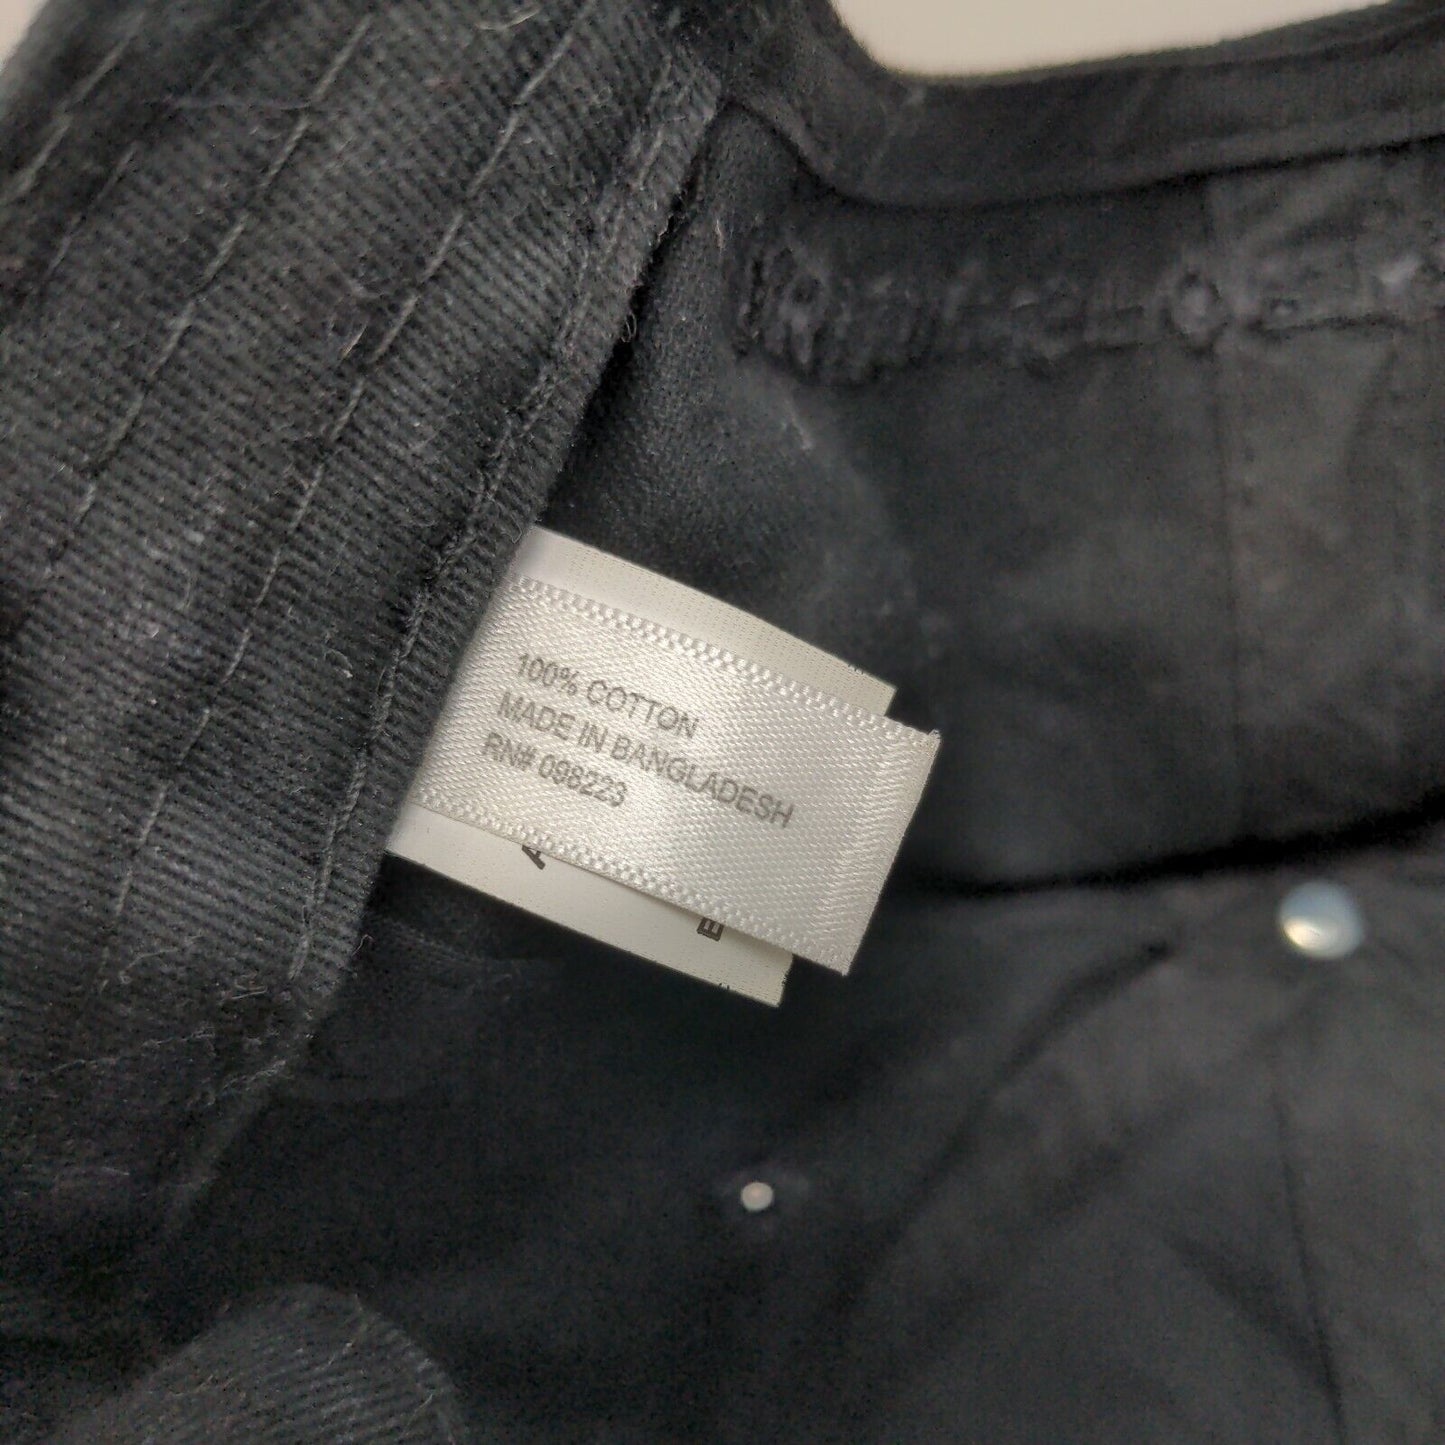 100% COTTON
MADE IN BANGLADESH
RN# 098223
A
E